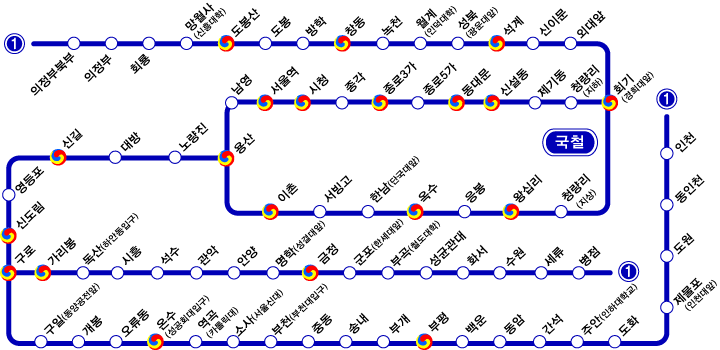 1
의정부북부
의정부
회룡
망월사
(신흥대학)
도봉산
도봉
방학
창동
녹천
월계
(인덕대앞)
성북
(광운대앞)
석계
신이문
외대앞
남영
서울역
시청
종각
종로3가
종로5가
동대문
신설동
제기동
청량리
(지하)
회기
(경희대앞)
1
신길
대방
노량진
용산
국철
인천
영등포
이촌
서빙고
한남(단국대앞)
옥수
응봉
왕십리
청량리
(지상)
동인천
신도림
구로
가리봉
독산(하안동입구)
시흥
석수
관악
안양
명학(성결대앞)
금정
군포(한세대앞)
부곡(철도대학)
성균관대
화서
수원
세류
병점
1
도원
제물포
(인천대앞)
구일(동양공전앞)
개봉
오류동
온수
(성공회대입구)
역곡
(카톨릭대)
소사(서울신대)
부천(부천대입구)
중동
송내
부개
부평
백운
동암
간석
주안(인하대학교)
도화